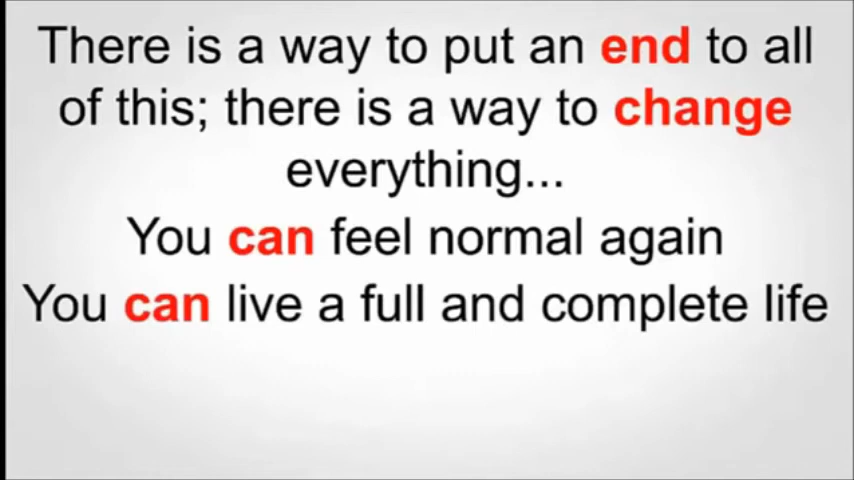 There is a way to put an end to all
of this; there is a way to change
everything...
You can feel normal again
You can live a full and complete life